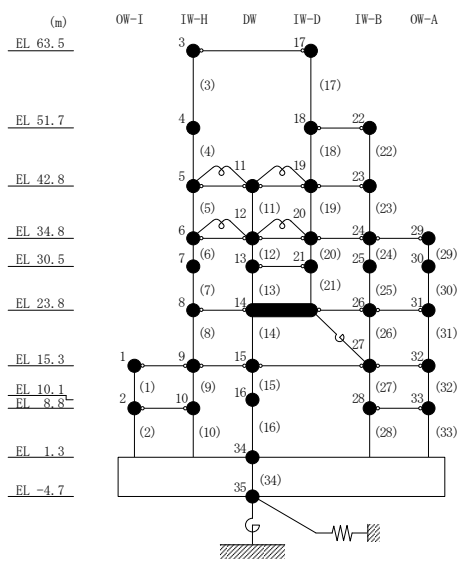 (m) OW-I IW-H DW IW-D IW-B OW-A
EL 63.5 3 17
(3) (17)
EL 51.7 4 18 22
(4) 11 19 (18) (22)
EL 42.8 5 23
(5) 12 (11) 20 (19) (23)
EL 34.8 6 24 29
(6) (12) (20) (24) (29)
EL 30.5 7 13 21 25 30
(7) (13) (21) (25) (30)
EL 23.8 8 14 26 31
(8) (14) 27 (26) (31)
EL 15.3 1 9 15 32
(1) (9) (15) (27) (32)
EL 10.1 16
EL 8.8 2 10 28 33
(2) (10) (16) (28) (33)
EL 1.3 34
(34)
EL -4.7 35